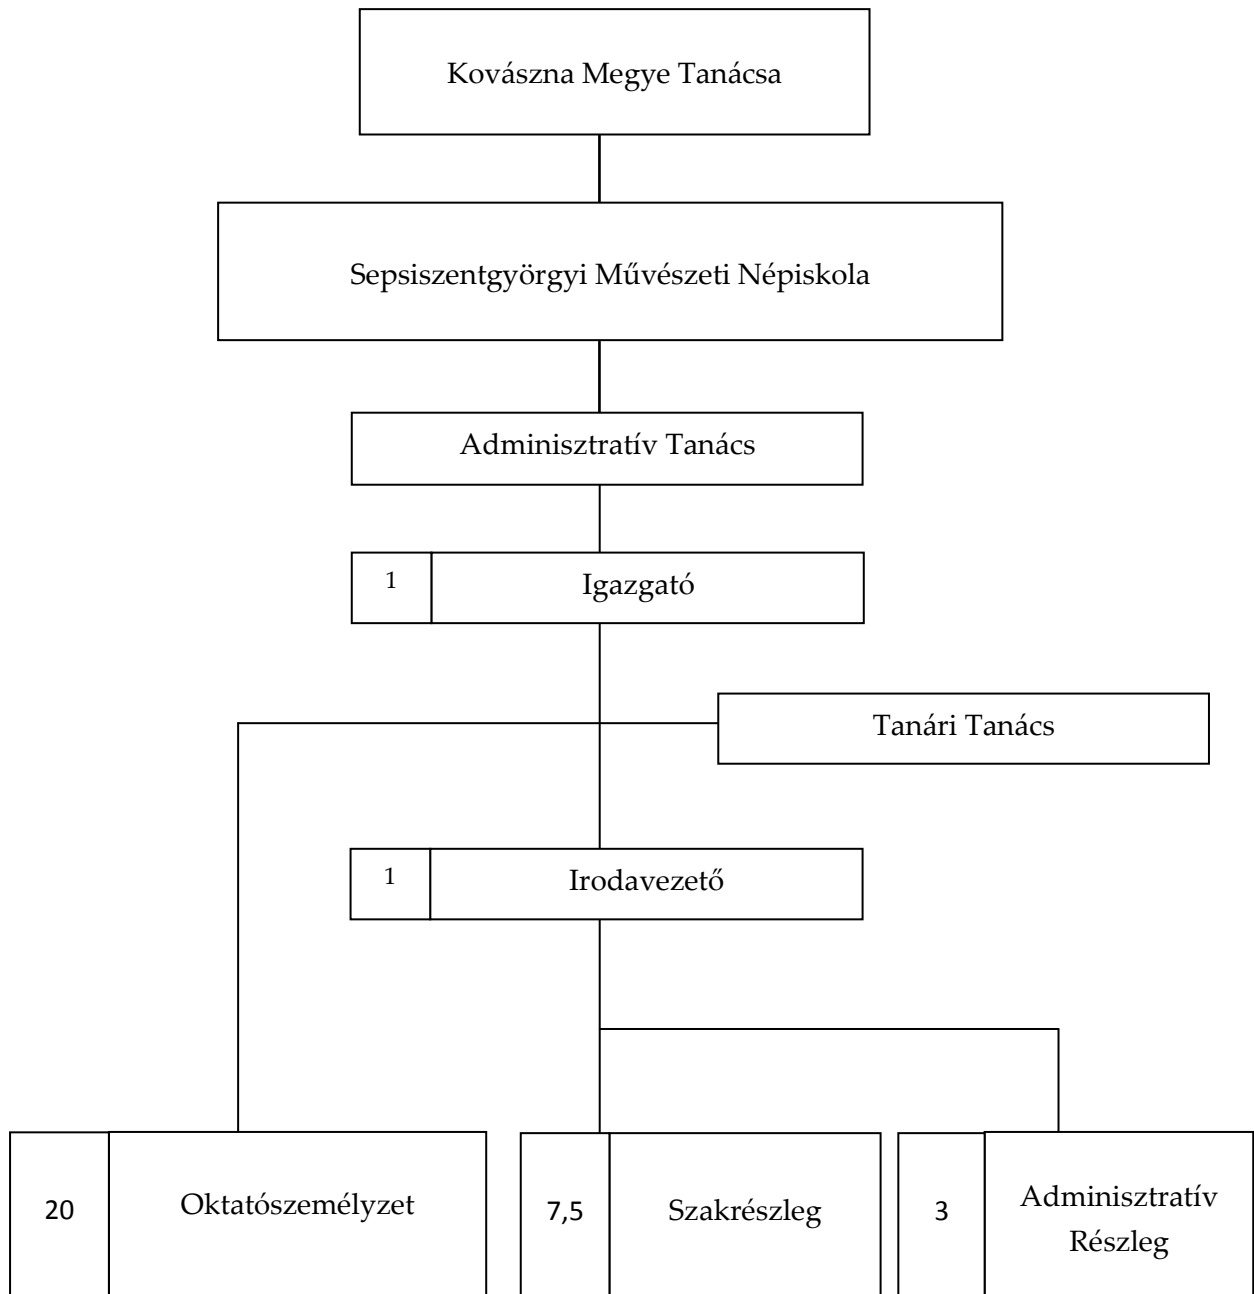 Kovászna Megye Tanácsa
Sepsiszentgyörgyi Művészeti Népiskola
Adminisztratív Tanács
1 Igazgató
Tanári Tanács
1 Irodavezető
20 Oktatószemélyzet
7,5 Szakrészleg
3 Adminisztratív
Részleg